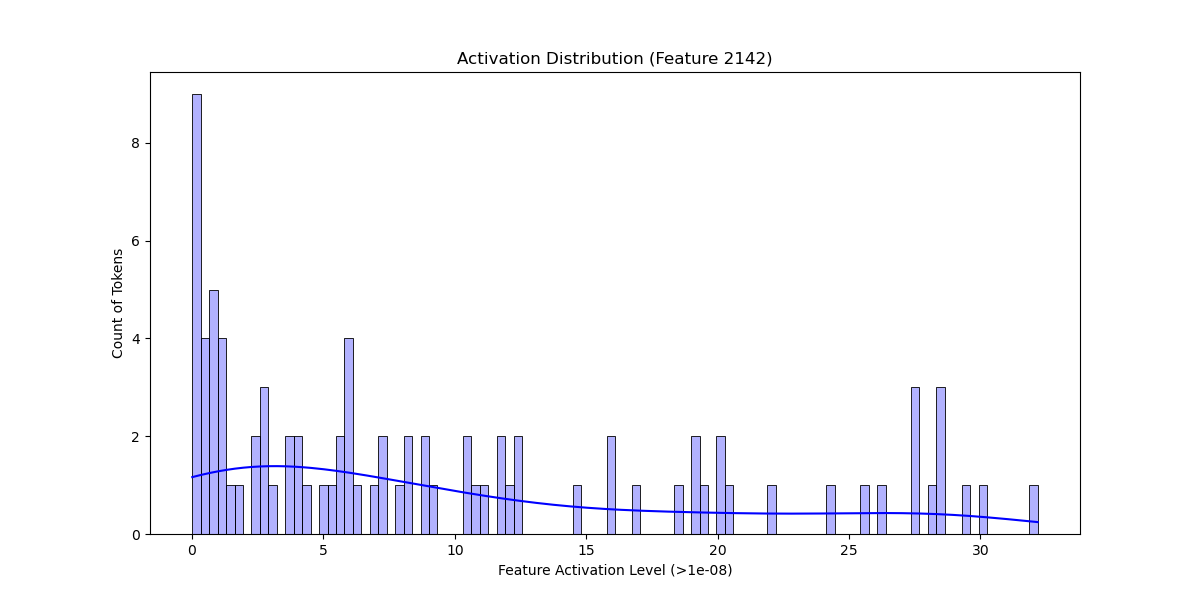 Activation Distribution (Feature 2142)
Count of Tokens
8
6
4
2
0
0 5 10 15 20 25 30
Feature Activation Level (>1e-08)